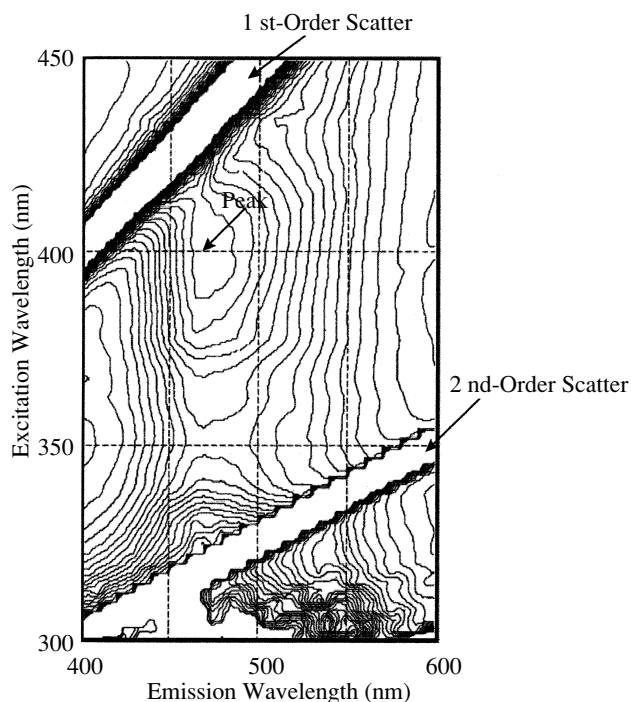 1 st-Order Scatter
450
Peak
400
Excitation Wavelength (nm)
2 nd-Order Scatter
350
300
400
500
600
Emission Wavelength (nm)